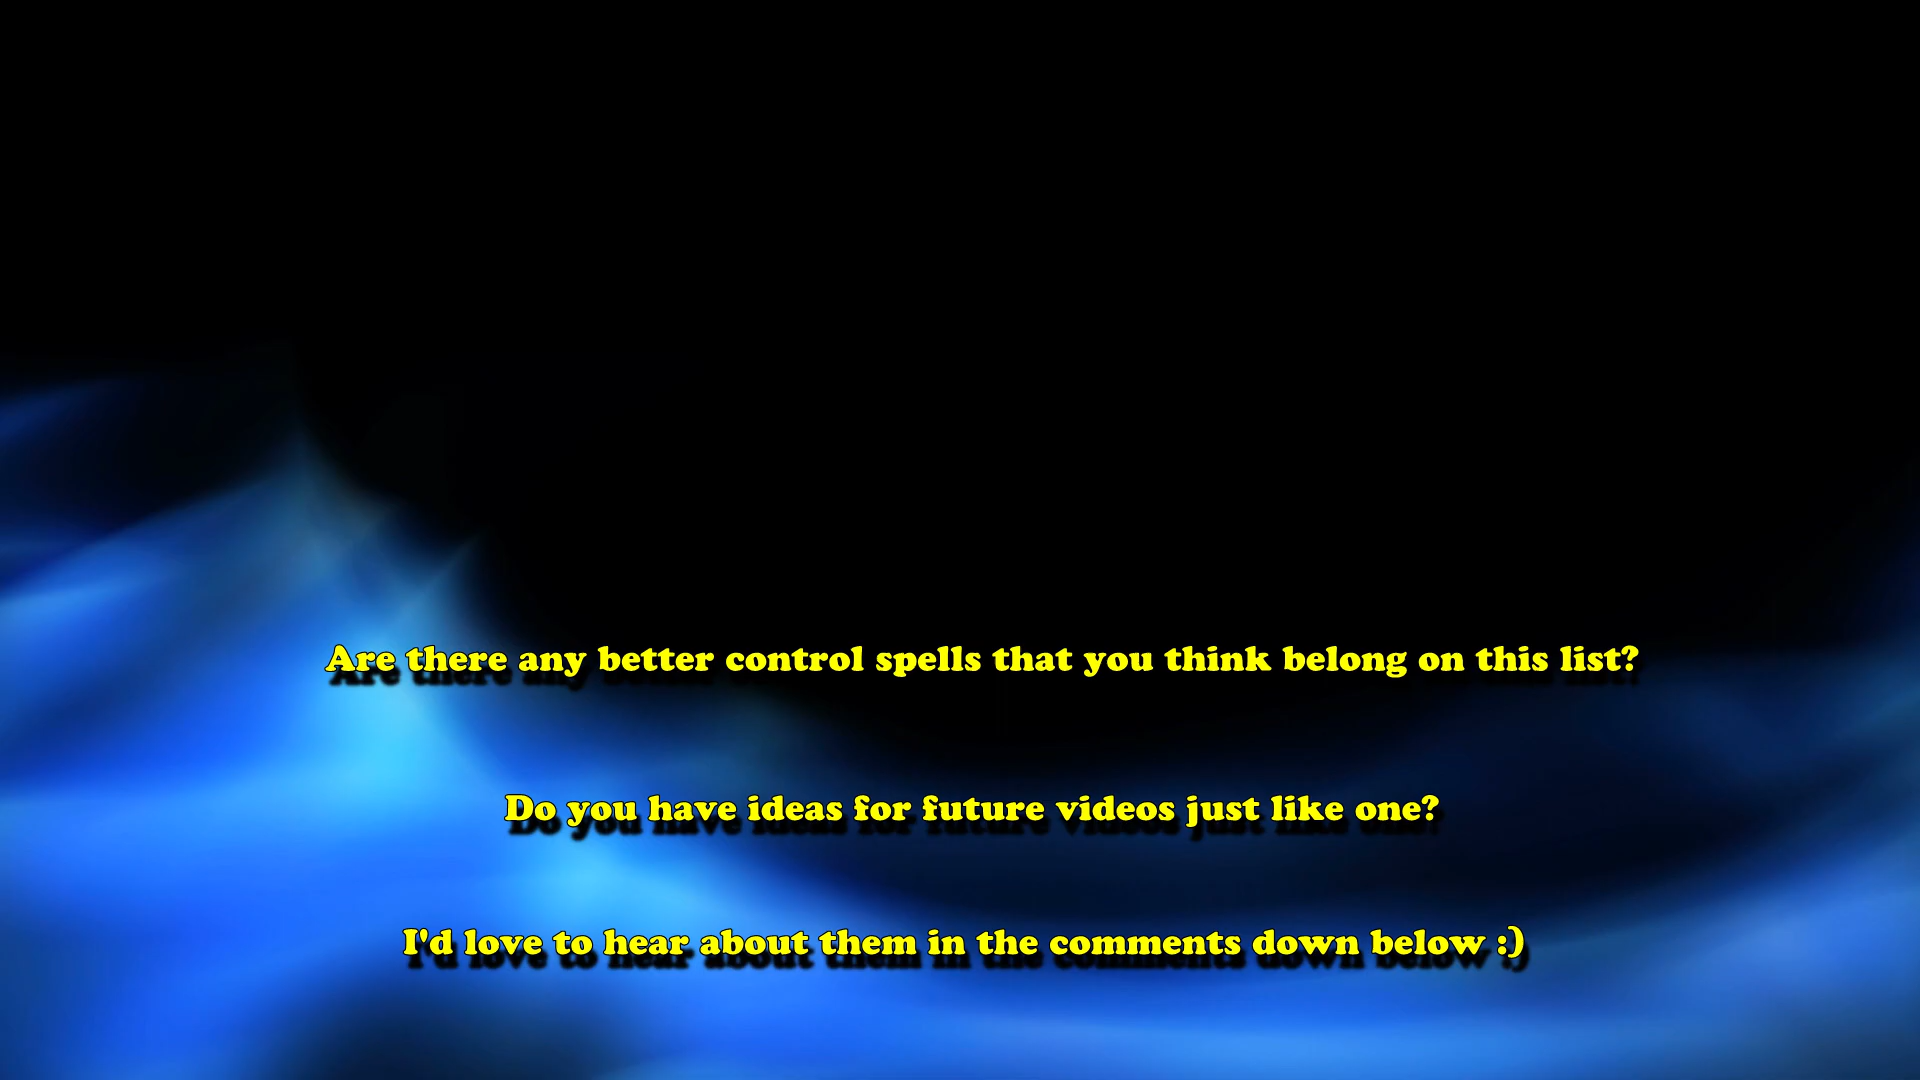 Are there any better control spells that you think belong on this list?
Do you have ideas for future videos just like one?
I'd love to hear about them in the comments down below :)